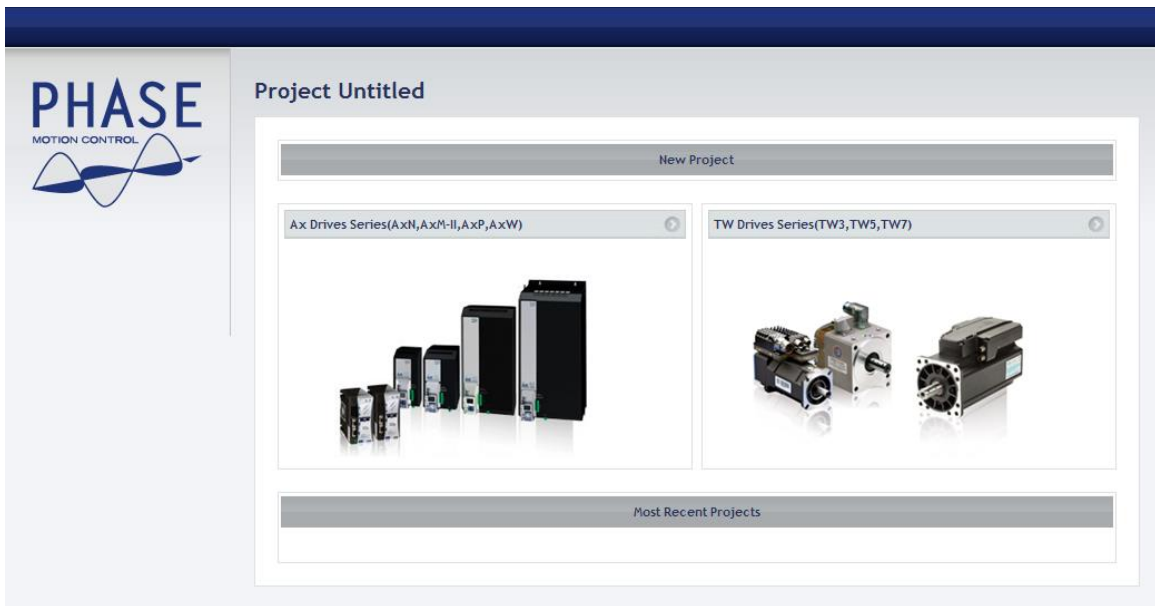 PHASE
MOTION CONTROL
Project Untitled
New Project
Ax Drives Series(AxN,AxM-II,AxP,AxW)
TW Drives Series(TW3,TW5,TW7)
Most Recent Projects